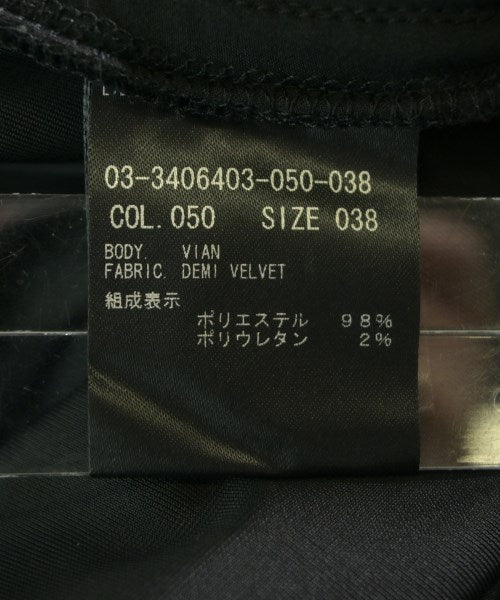 03-3406403-050-038
COL. 050 SIZE 038
BODY. VIAN
FABRIC. DEMI VELVET
組成表示
ポリエステル 98%
ポリウレタン 2%